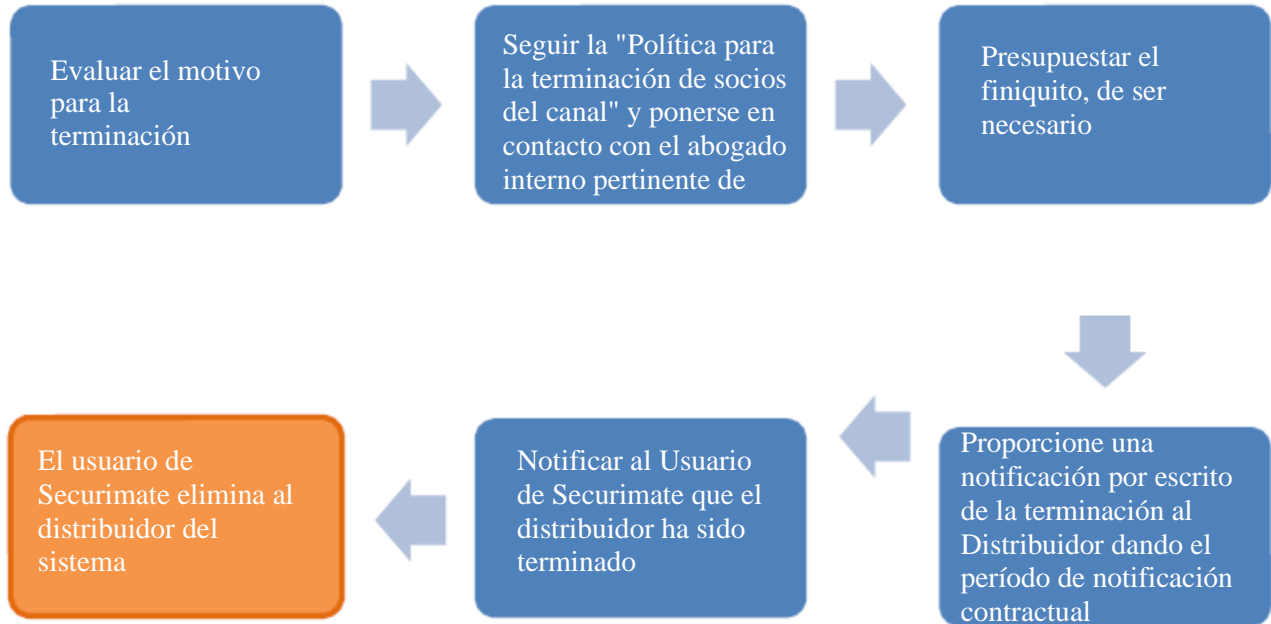 Evaluar el motivo
para la
terminación
Seguir la "Política para
la terminación de socios
del canal" y ponerse en
contacto con el abogado
interno pertinente de
Presupuestar el
finiquito, de ser
necesario
Proporcione una
notificación por escrito
de la terminación al
Distribuidor dando el
período de notificación
contractual
Notificar al Usuario
de Securimate que el
distribuidor ha sido
terminado
El usuario de
Securimate elimina al
distribuidor del
sistema